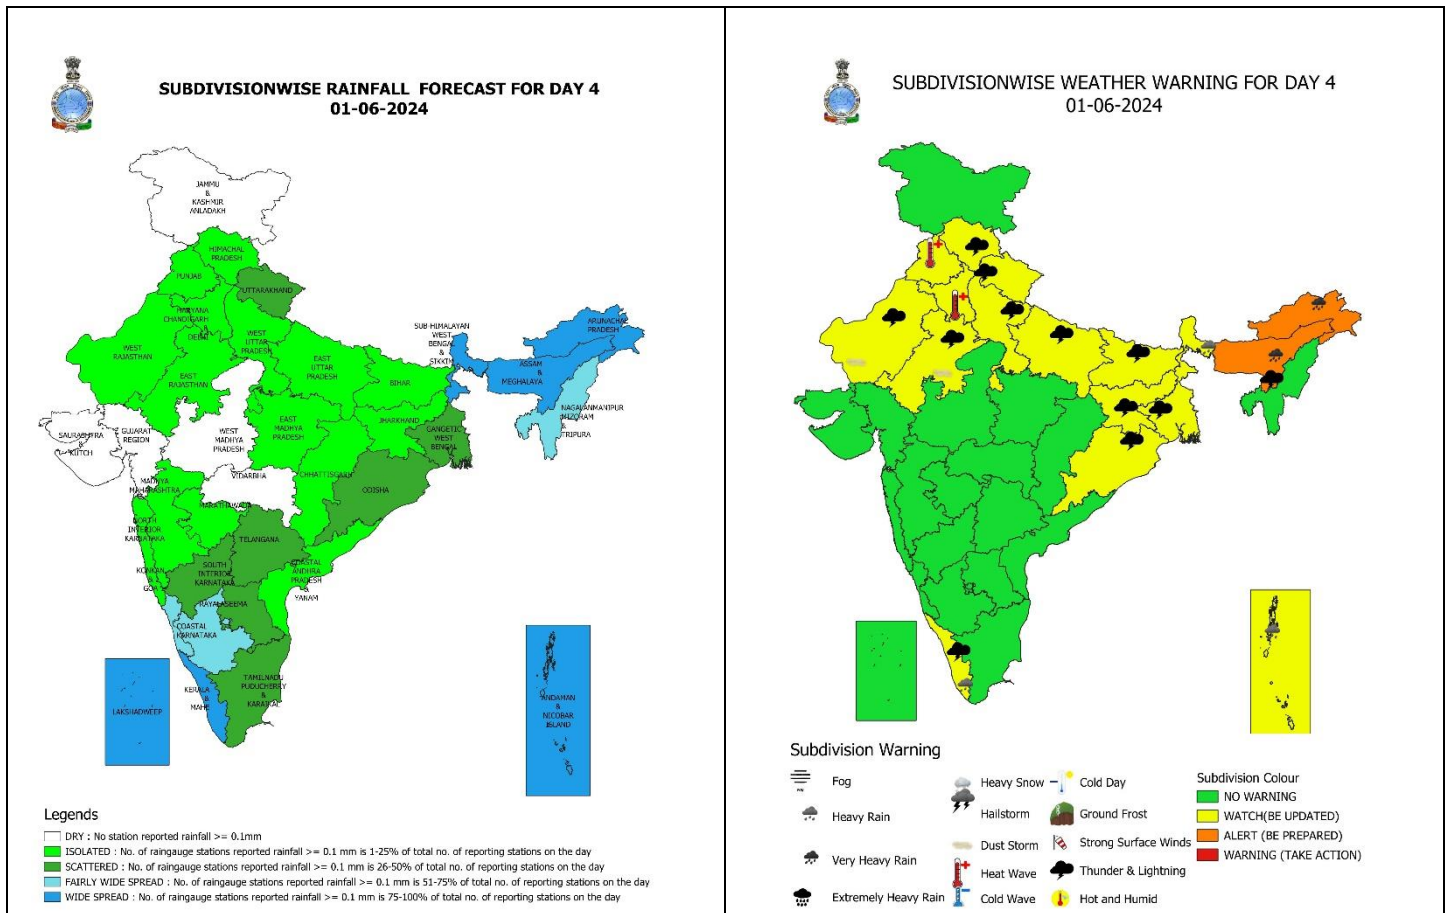 SUBDIVISIONWISE RAINFALL FORECAST FOR DAY 4
01-06-2024
JAMMU
&
KASHMIR
ANLADAKH
HIMACHAL
PRADESH
PUNJAB
UTTARAKHAND
HARYANA
CHANDIGARH
&
DELHI
WEST
UTTAR
PRADESH
WEST
RAJASTHAN
EAST
RAJASTHAN
EAST
UTTAR
PRADESH
BIHAR
SUB-HIMALAYAN
WEST
BENGAL
&
SIKKIM
ARUNACHAL
PRADESH
ASSAM
&
MEGHALAYA
NAGALANMANIPUR
MIZORAM
&
TRIPURA
SAURASHTRA
&
KUTCH
GUJARAT
REGION
WEST
MADHYA
PRADESH
EAST
MADHYA
PRADESH
JHARKHAND
GANGETIC
WEST
BENGAL
CHHATTISGARH
ODISHA
VIDARBHA
MADHYA
MAHARASHTRA
MARATHAWADA
NORTH
INTERIOR
KARNATAKA
TELANGANA
KONKAN
&
GOA
SOUTH
INTERIOR
KARNATAKA
COASTAL
ANDHRA
PRADESH
&
YANAM
RAYALASEEMA
COASTAL
KARNATAKA
KERALA
&
MAHE
TAMILNADU
PUDUCHERRY
&
KARAIKAL
LAKSHADWEEP
ANDAMAN
&
NICOBAR
ISLAND
Legends
DRY : No station reported rainfall >= 0.1mm
ISOLATED : No. of raingauge stations reported rainfall >= 0.1 mm is 1-25% of total no. of reporting stations on the day
SCATTERED : No. of raingauge stations reported rainfall >= 0.1 mm is 26-50% of total no. of reporting stations on the day
FAIRLY WIDE SPREAD : No. of raingauge stations reported rainfall >= 0.1 mm is 51-75% of total no. of reporting stations on the day
WIDE SPREAD : No. of raingauge stations reported rainfall >= 0.1 mm is 75-100% of total no. of reporting stations on the day
SUBDIVISIONWISE WEATHER WARNING FOR DAY 4
01-06-2024
Subdivision Warning
Fog
Heavy Rain
Very Heavy Rain
Extremely Heavy Rain
Heavy Snow
Hailstorm
Dust Storm
Heat Wave
Cold Wave
Cold Day
Ground Frost
Strong Surface Winds
Thunder & Lightning
Hot and Humid
Subdivision Colour
NO WARNING
WATCH(BE UPDATED)
ALERT (BE PREPARED)
WARNING (TAKE ACTION)